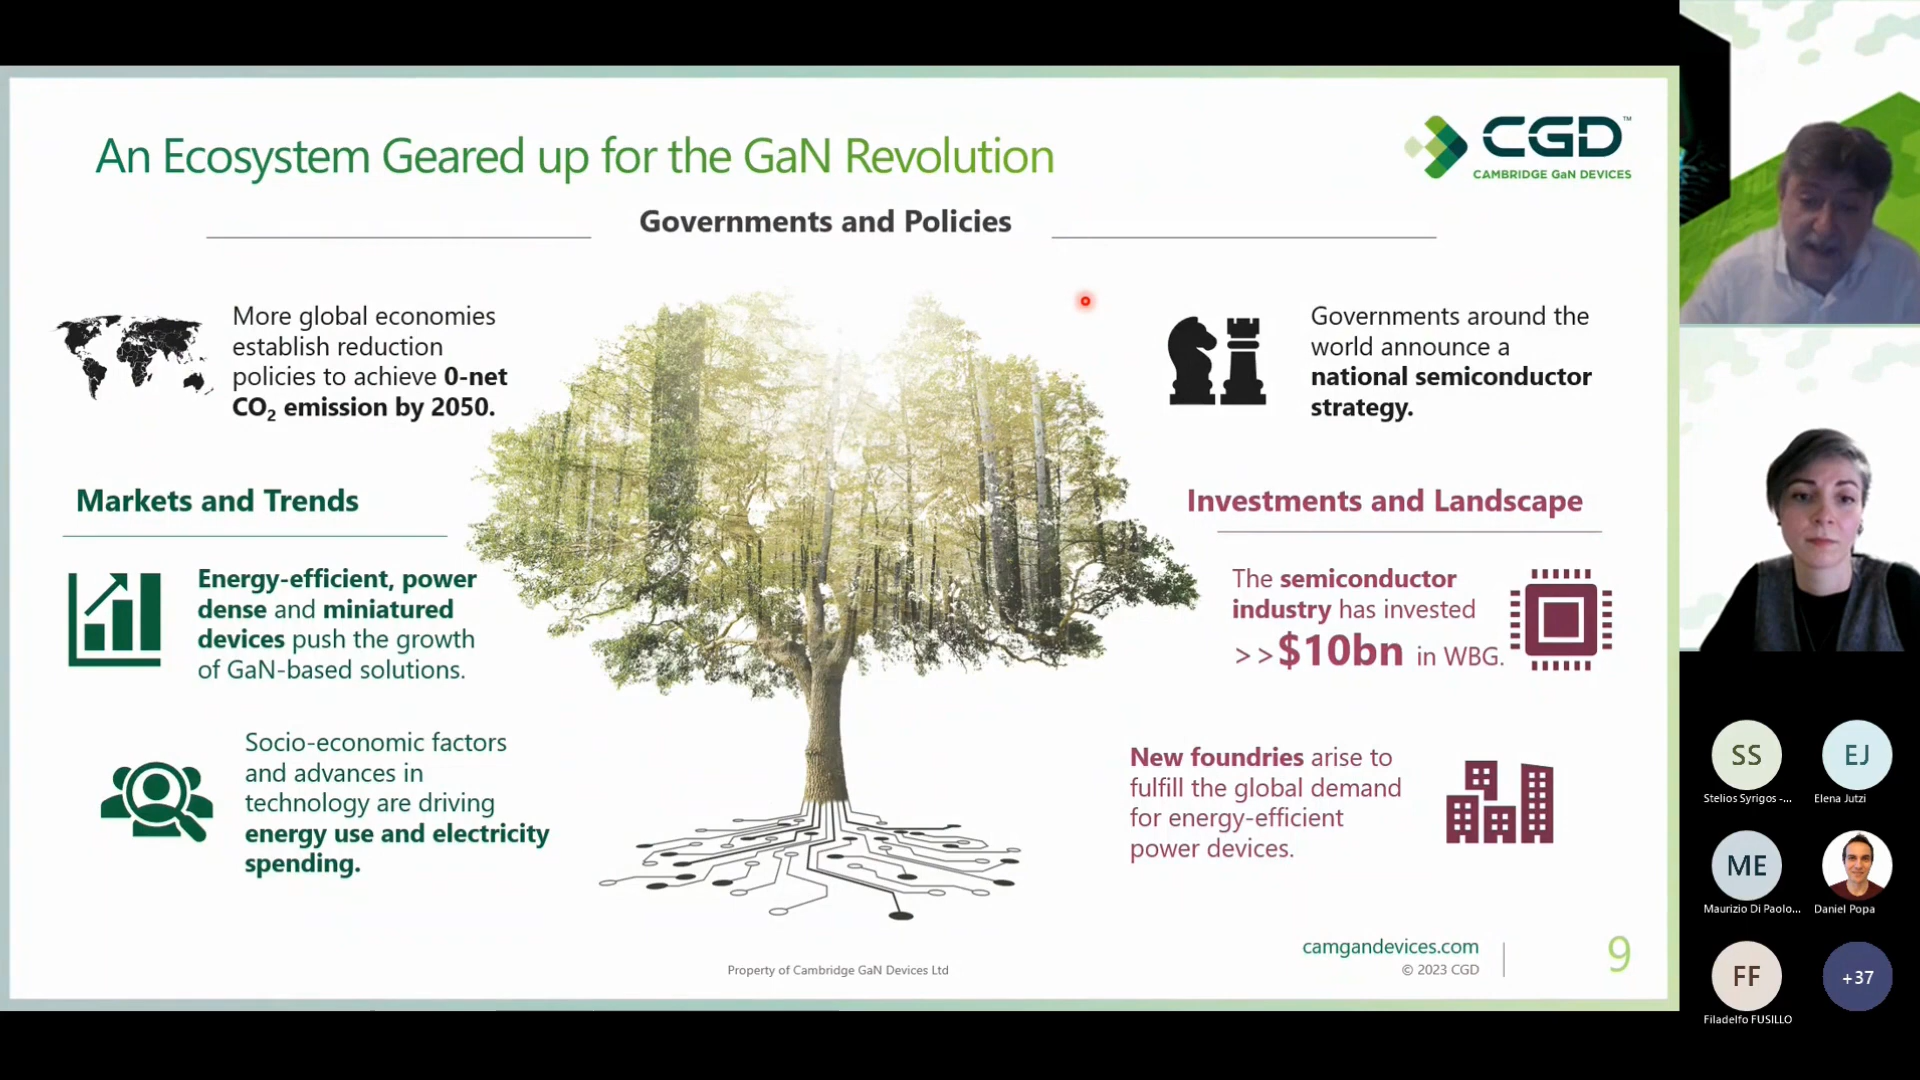 An Ecosystem Geared up for the GaN Revolution
CGD™
CAMBRIDGE GaN DEVICES
Governments and Policies
More global economies
establish reduction
policies to achieve 0-net
CO₂ emission by 2050.
Governments around the
world announce a
national semiconductor
strategy.
Markets and Trends
Energy-efficient, power
dense and miniatured
devices push the growth
of GaN-based solutions.
Socio-economic factors
and advances in
technology are driving
energy use and electricity
spending.
Investments and Landscape
The semiconductor
industry has invested
>>$10bn in WBG.
New foundries arise to
fulfill the global demand
for energy-efficient
power devices.
Property of Cambridge GaN Devices Ltd
camgandevices.com
© 2023 CGD
9
SS
Stelios Syrigos -...
EJ
Elena Jutzi
ME
Maurizio Di Paolo...
Daniel Popa
FF
Filadelfo FUSILLO
+37